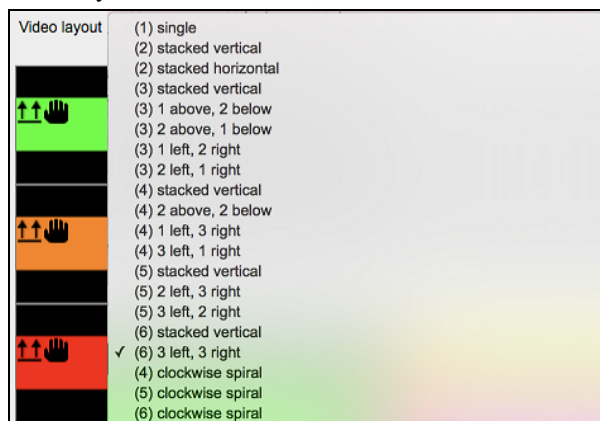 Video layout
(1) single
(2) stacked vertical
(2) stacked horizontal
(3) stacked vertical
(3) 1 above, 2 below
(3) 2 above, 1 below
(3) 1 left, 2 right
(3) 2 left, 1 right
(4) stacked vertical
(4) 2 above, 2 below
(4) 1 left, 3 right
(4) 3 left, 1 right
(5) stacked vertical
(5) 2 left, 3 right
(5) 3 left, 2 right
(6) stacked vertical
✓ (6) 3 left, 3 right
(4) clockwise spiral
(5) clockwise spiral
(6) clockwise spiral